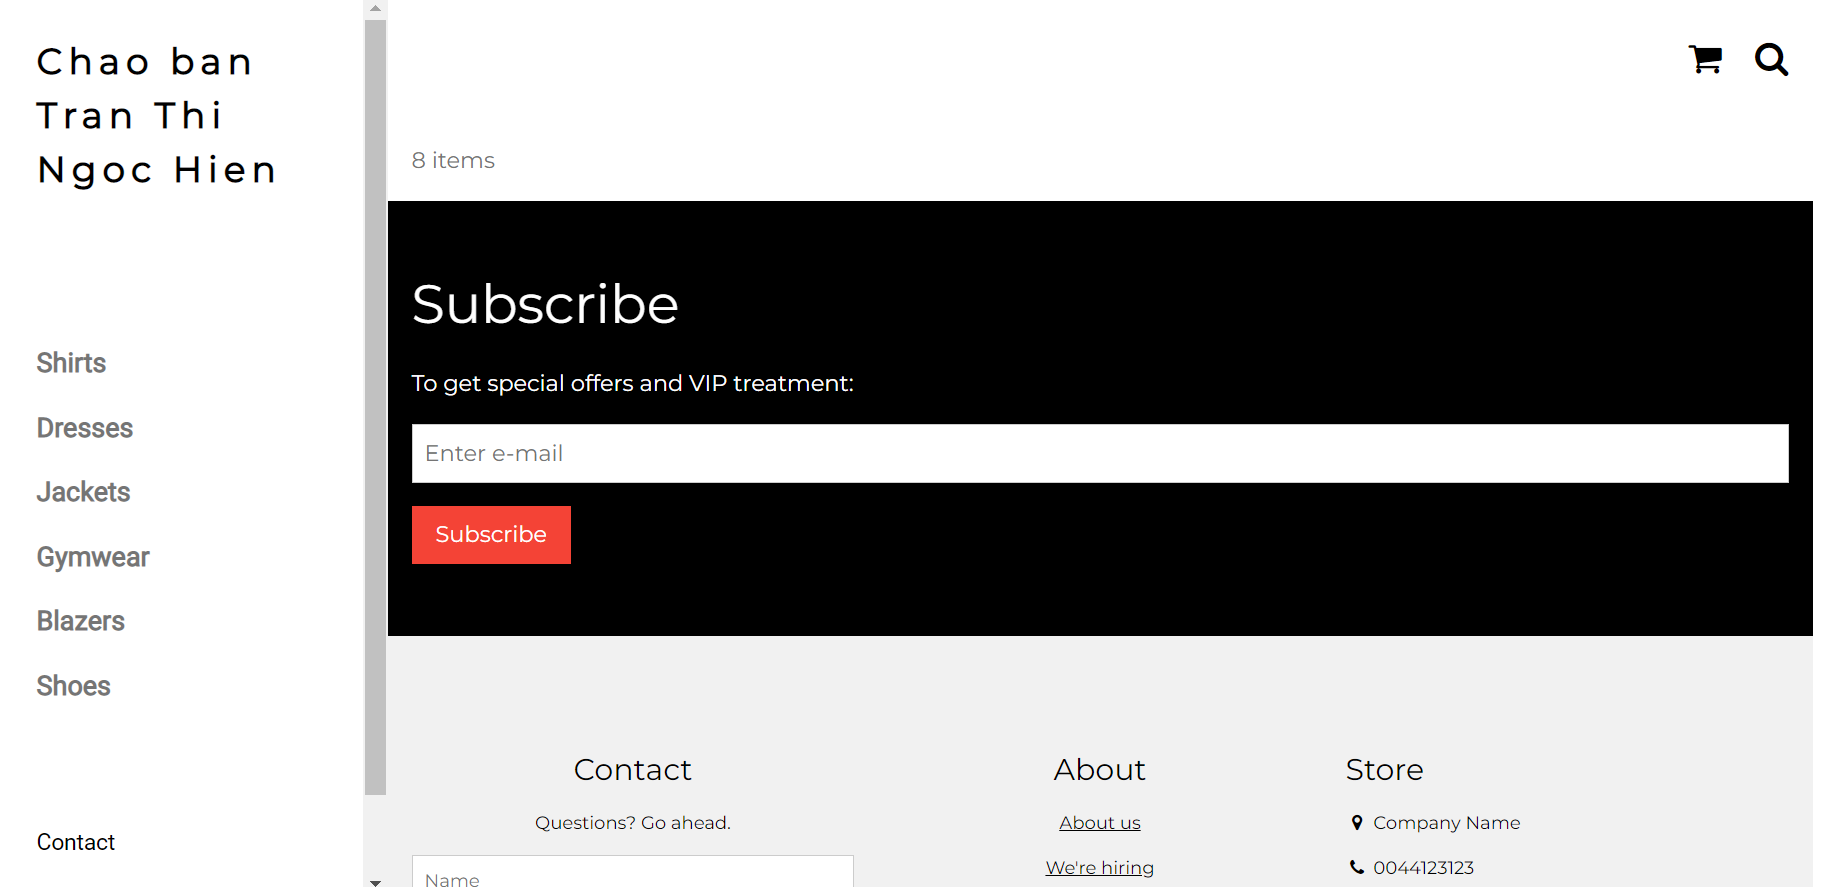 Chao ban
Tran Thi
Ngoc Hien
Shirts
Dresses
Jackets
Gymwear
Blazers
Shoes
Contact
8 items
Subscribe
To get special offers and VIP treatment:
Enter e-mail
Subscribe
Contact
Questions? Go ahead.
Name
About
About us
We're hiring
Store
Company Name
0044123123